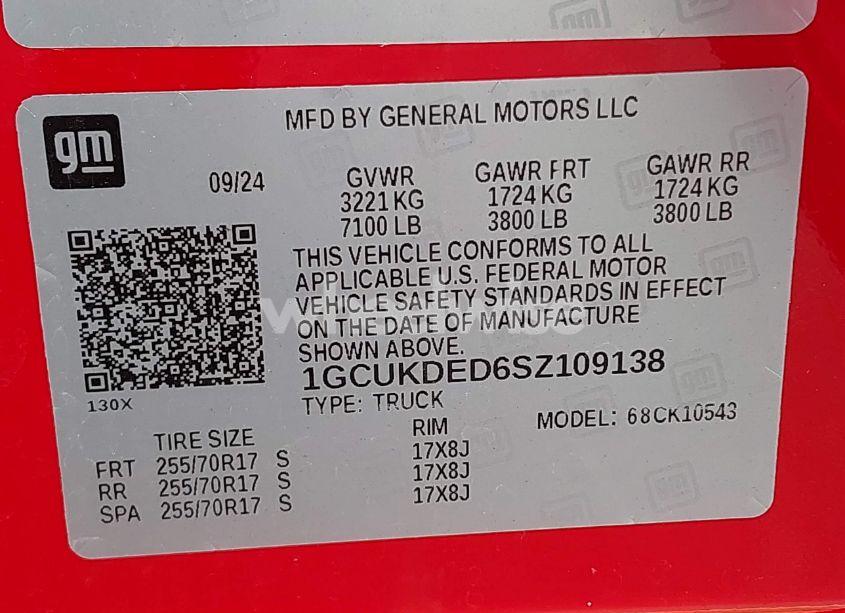 gm
MFD BY GENERAL MOTORS LLC
gm
09/24
GVWR GAWR FRT GAWR RR
3221 KG 1724 KG 1724 KG
7100 LB 3800 LB 3800 LB
THIS VEHICLE CONFORMS TO ALL
APPLICABLE U.S. FEDERAL MOTOR
VEHICLE SAFETY STANDARDS IN EFFECT
ON THE DATE OF MANUFACTURE
SHOWN ABOVE.
1GCUKDED6SZ109138
130X
TYPE: TRUCK
MODEL: 68CK10543
TIRE SIZE RIM
FRT 255/70R17 S 17X8J
RR 255/70R17 S 17X8J
SPA 255/70R17 S 17X8J